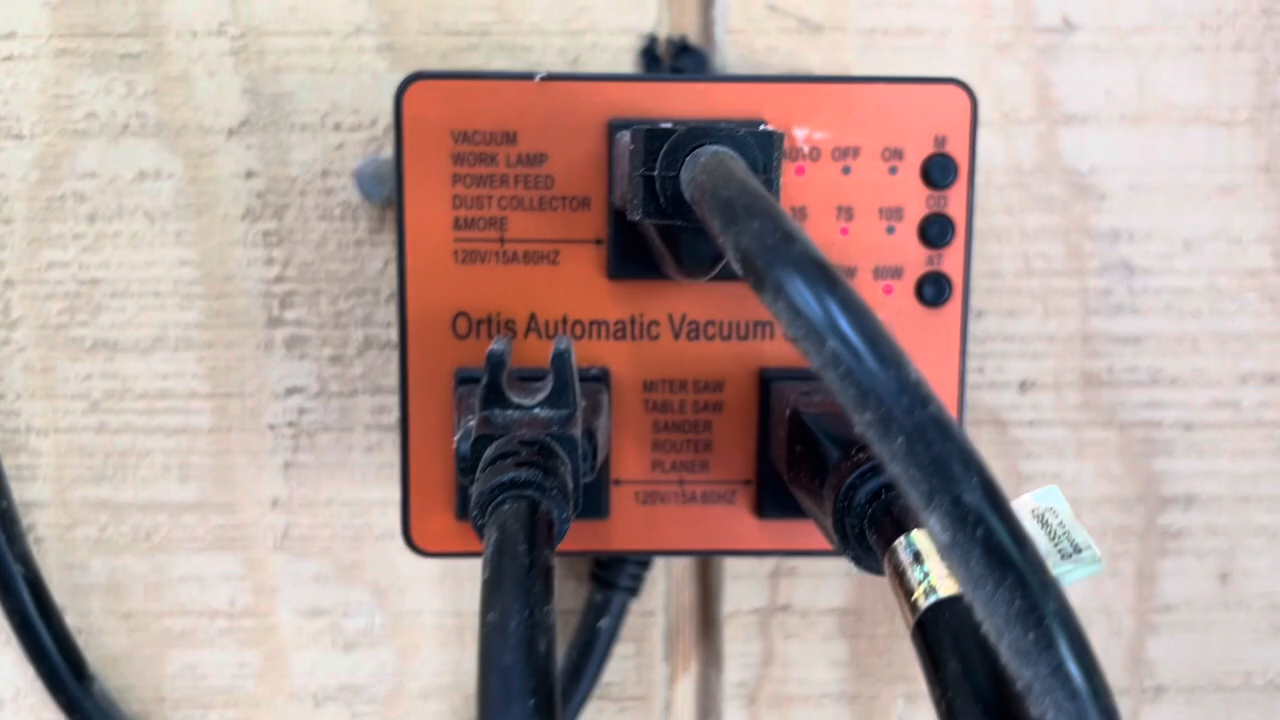 VACUUM
WORK LAMP
POWER FEED
DUST COLLECTOR
&MORE
120V/15A 60HZ
AUTO OFF ON
M
7S 10S
GD
60W
AT
Ortis Automatic Vacuum
MITER SAW
TABLE SAW
SANDER
ROUTER
PLANER
120V/15A 60HZ